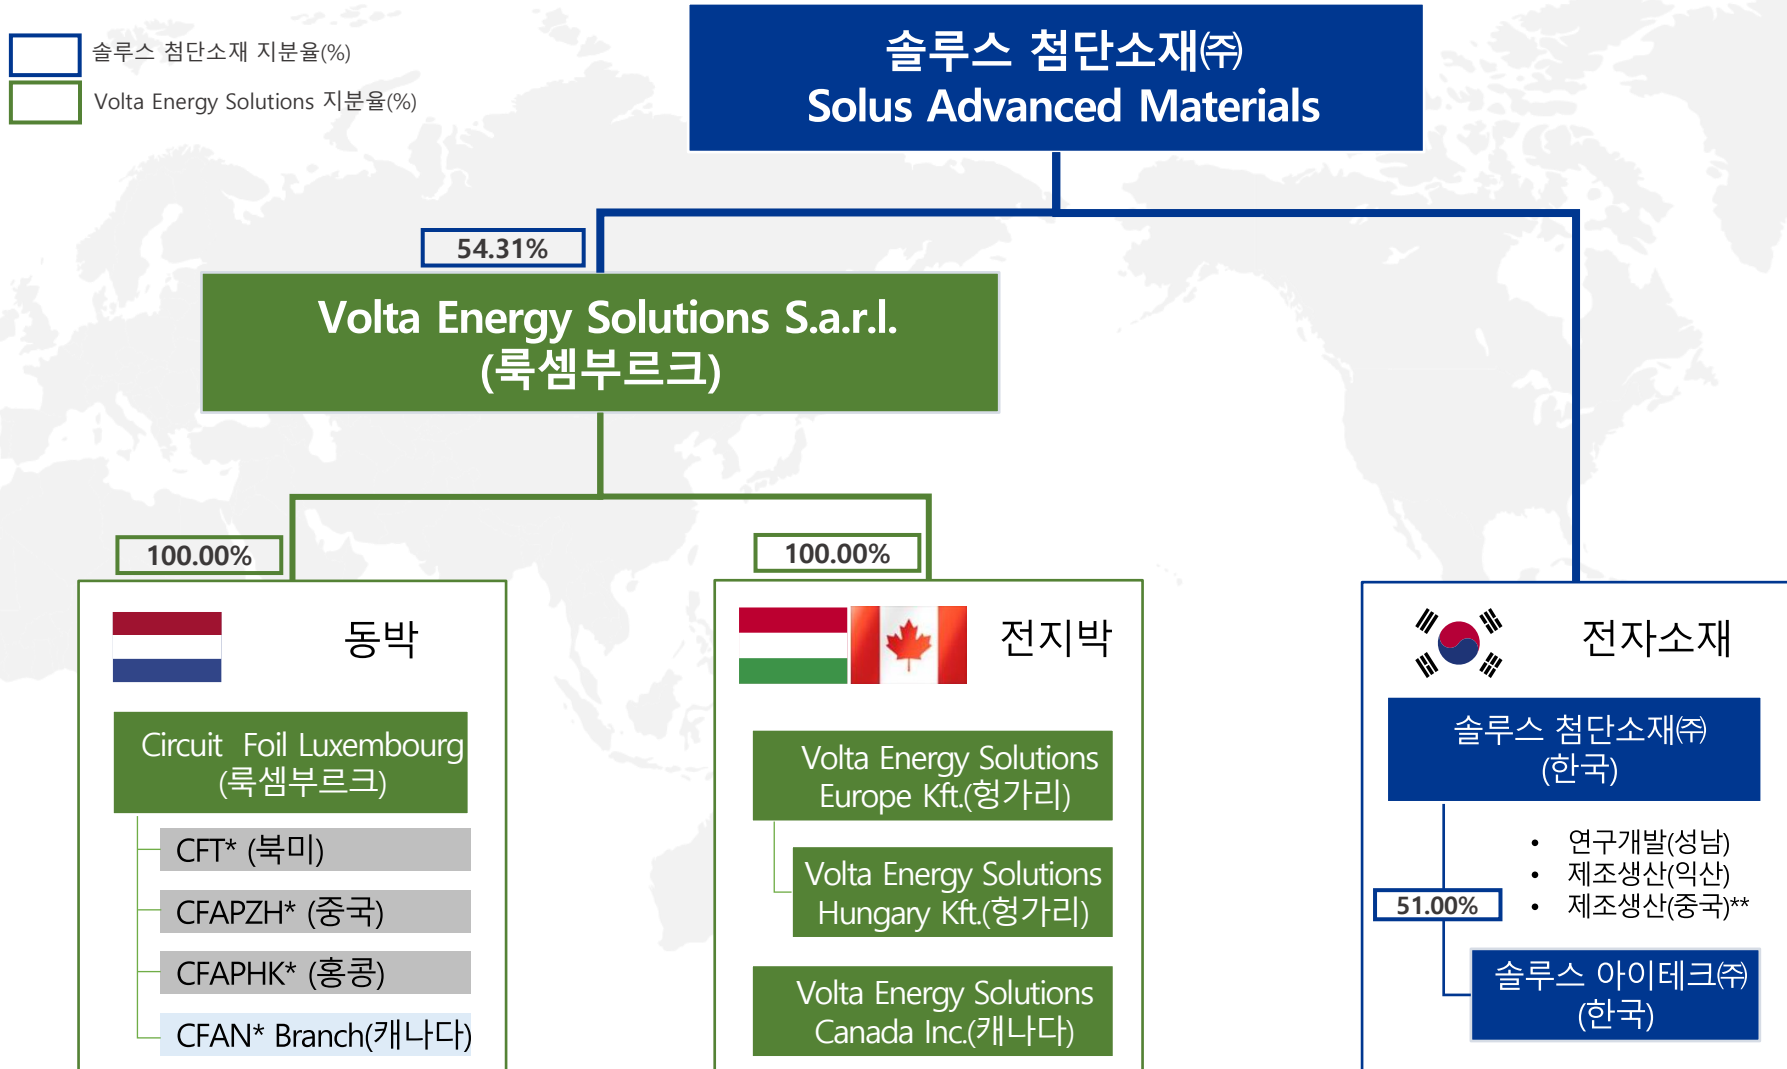 솔루스 첨단소재 지분율(%)
Volta Energy Solutions 지분율(%)
솔루스 첨단소재㈜
Solus Advanced Materials
54.31%
Volta Energy Solutions S.a.r.l.
(룩셈부르크)
100.00%
동박
Circuit Foil Luxembourg
(룩셈부르크)
CFT* (북미)
CFAPZH* (중국)
CFAPHK* (홍콩)
CFAN* Branch(캐나다)
100.00%
전지박
Volta Energy Solutions
Europe Kft.(헝가리)
Volta Energy Solutions
Hungary Kft.(헝가리)
Volta Energy Solutions
Canada Inc.(캐나다)
전자소재
솔루스 첨단소재㈜
(한국)
• 연구개발(성남)
• 제조생산(익산)
• 제조생산(중국)**
51.00%
솔루스 아이테크㈜
(한국)